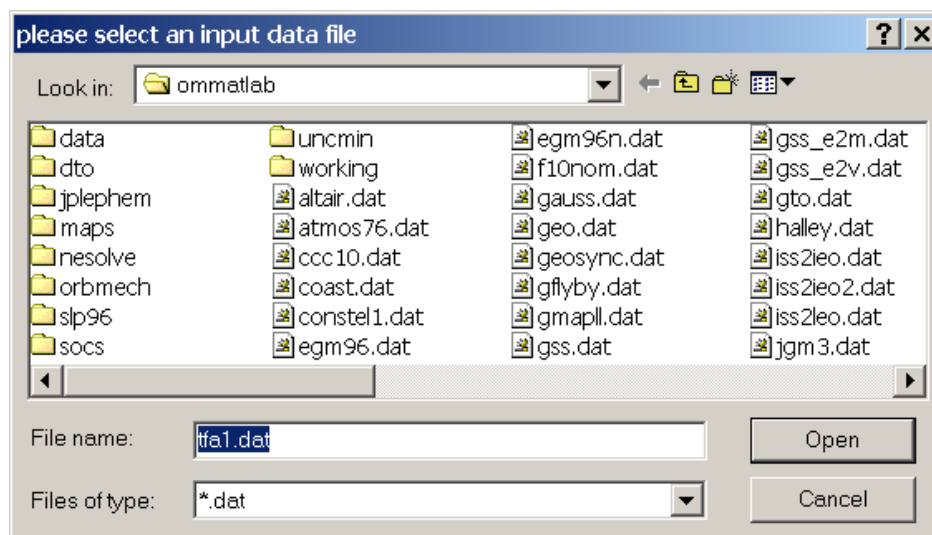 please select an input data file
Look in: ommatlab
data uncmin egm96n.dat gss_e2m.dat
dto working f10nom.dat gss_e2v.dat
jplephem altair.dat gauss.dat gto.dat
maps atmos76.dat geo.dat halley.dat
nesolve ccc10.dat geosync.dat iss2ieo.dat
orbmech coast.dat gflyby.dat iss2ieo2.dat
slp96 constel1.dat gmapll.dat iss2leo.dat
socs egm96.dat gss.dat jgm3.dat
File name: tfa1.dat Open
Files of type: *.dat Cancel